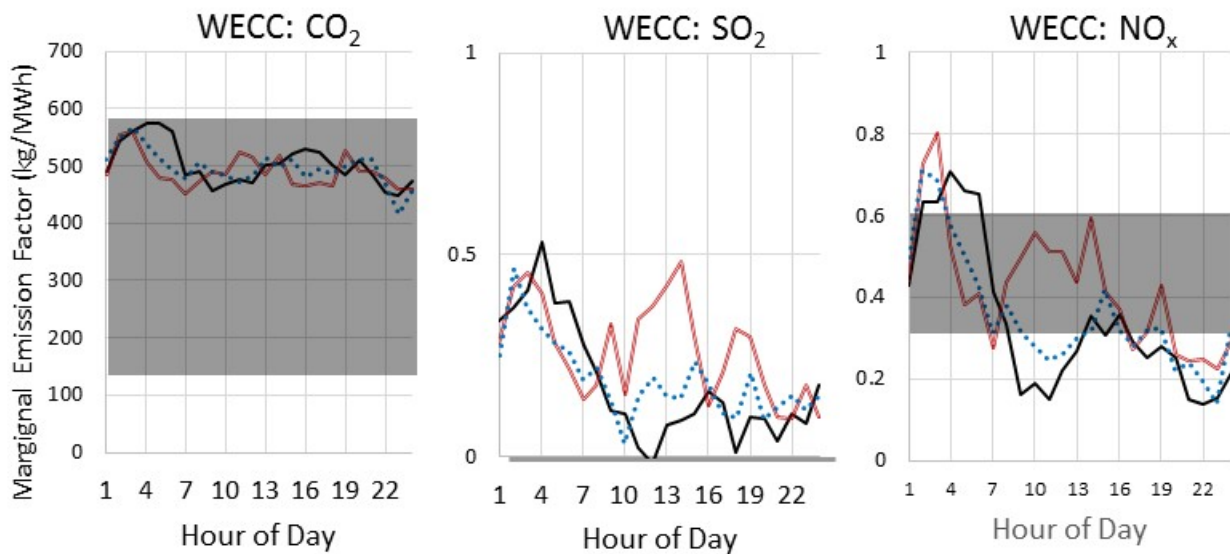 WECC: CO2
700
600
500
400
300
200
100
0
Margignal Emission Factor (kg/MWh)
1 4 7 10 13 16 19 22
Hour of Day
WECC: SO2
1
0.5
0
1 4 7 10 13 16 19 22
Hour of Day
WECC: NOx
1
0.8
0.6
0.4
0.2
0
1 4 7 10 13 16 19 22
Hour of Day